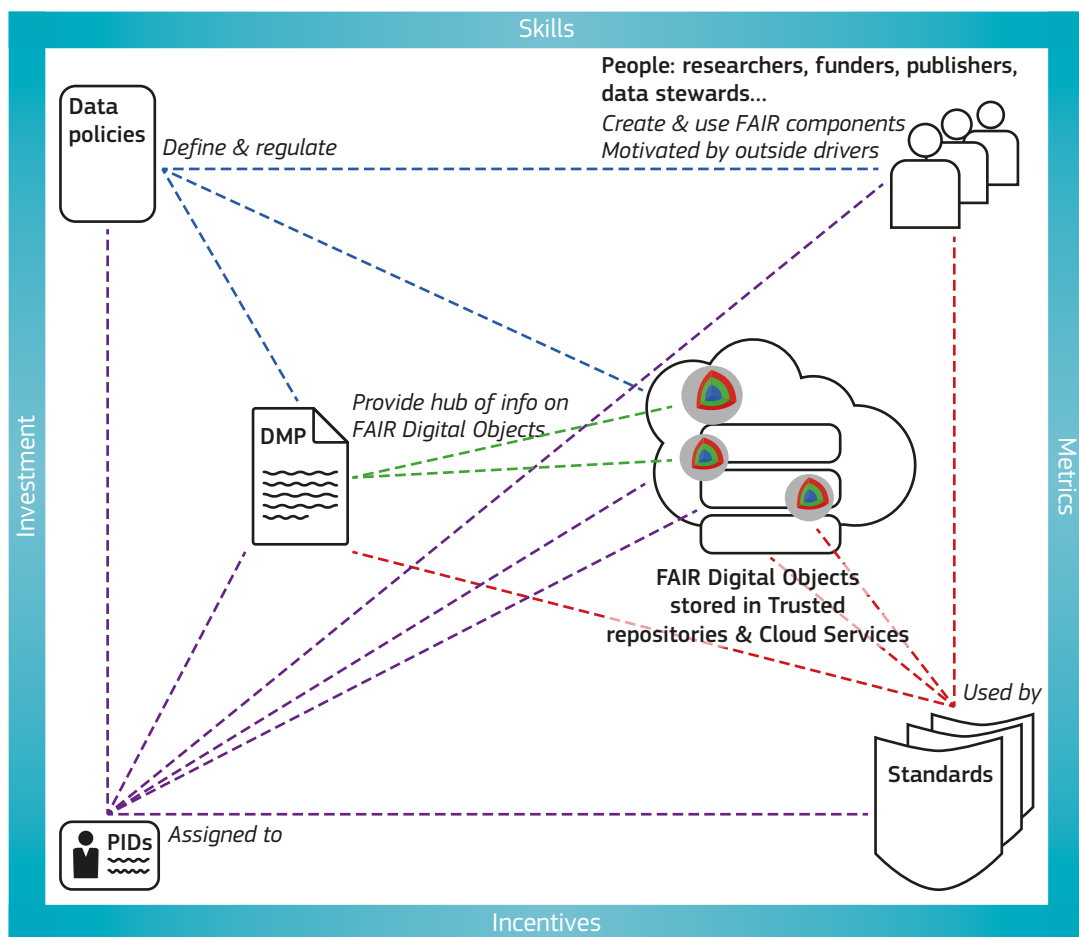 Skills
People: researchers, funders, publishers,
data stewards...
Create & use FAIR components
Motivated by outside drivers
Data
policies
Define & regulate
Investment
Metrics
Provide hub of info on
FAIR Digital Objects
DMP
FAIR Digital Objects
stored in Trusted
repositories & Cloud Services
Used by
Standards
PIDs
Assigned to
Incentives